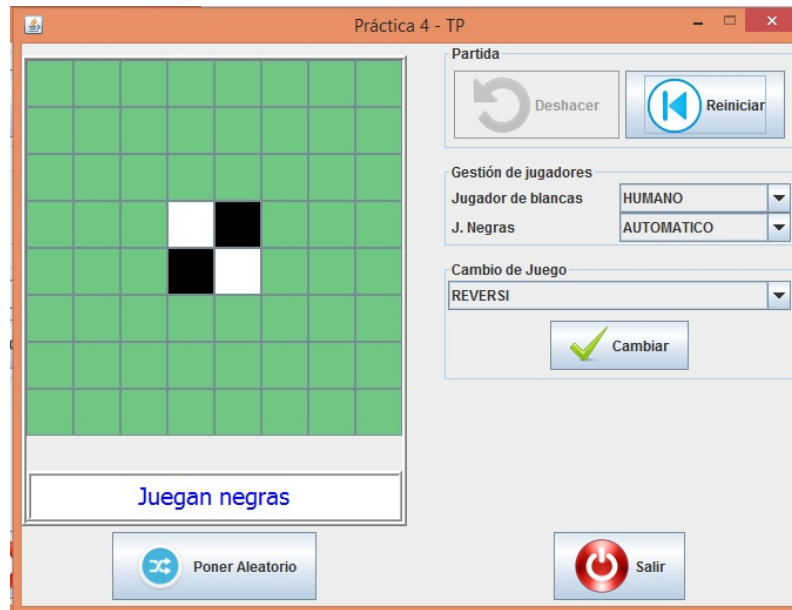 Práctica 4 - TP
Partida
Deshacer
Reiniciar
Gestión de jugadores
Jugador de blancas HUMANO
J. Negras AUTOMATICO
Cambio de Juego
REVERSI
Cambiar
Juegan negras
Poner Aleatorio
Salir